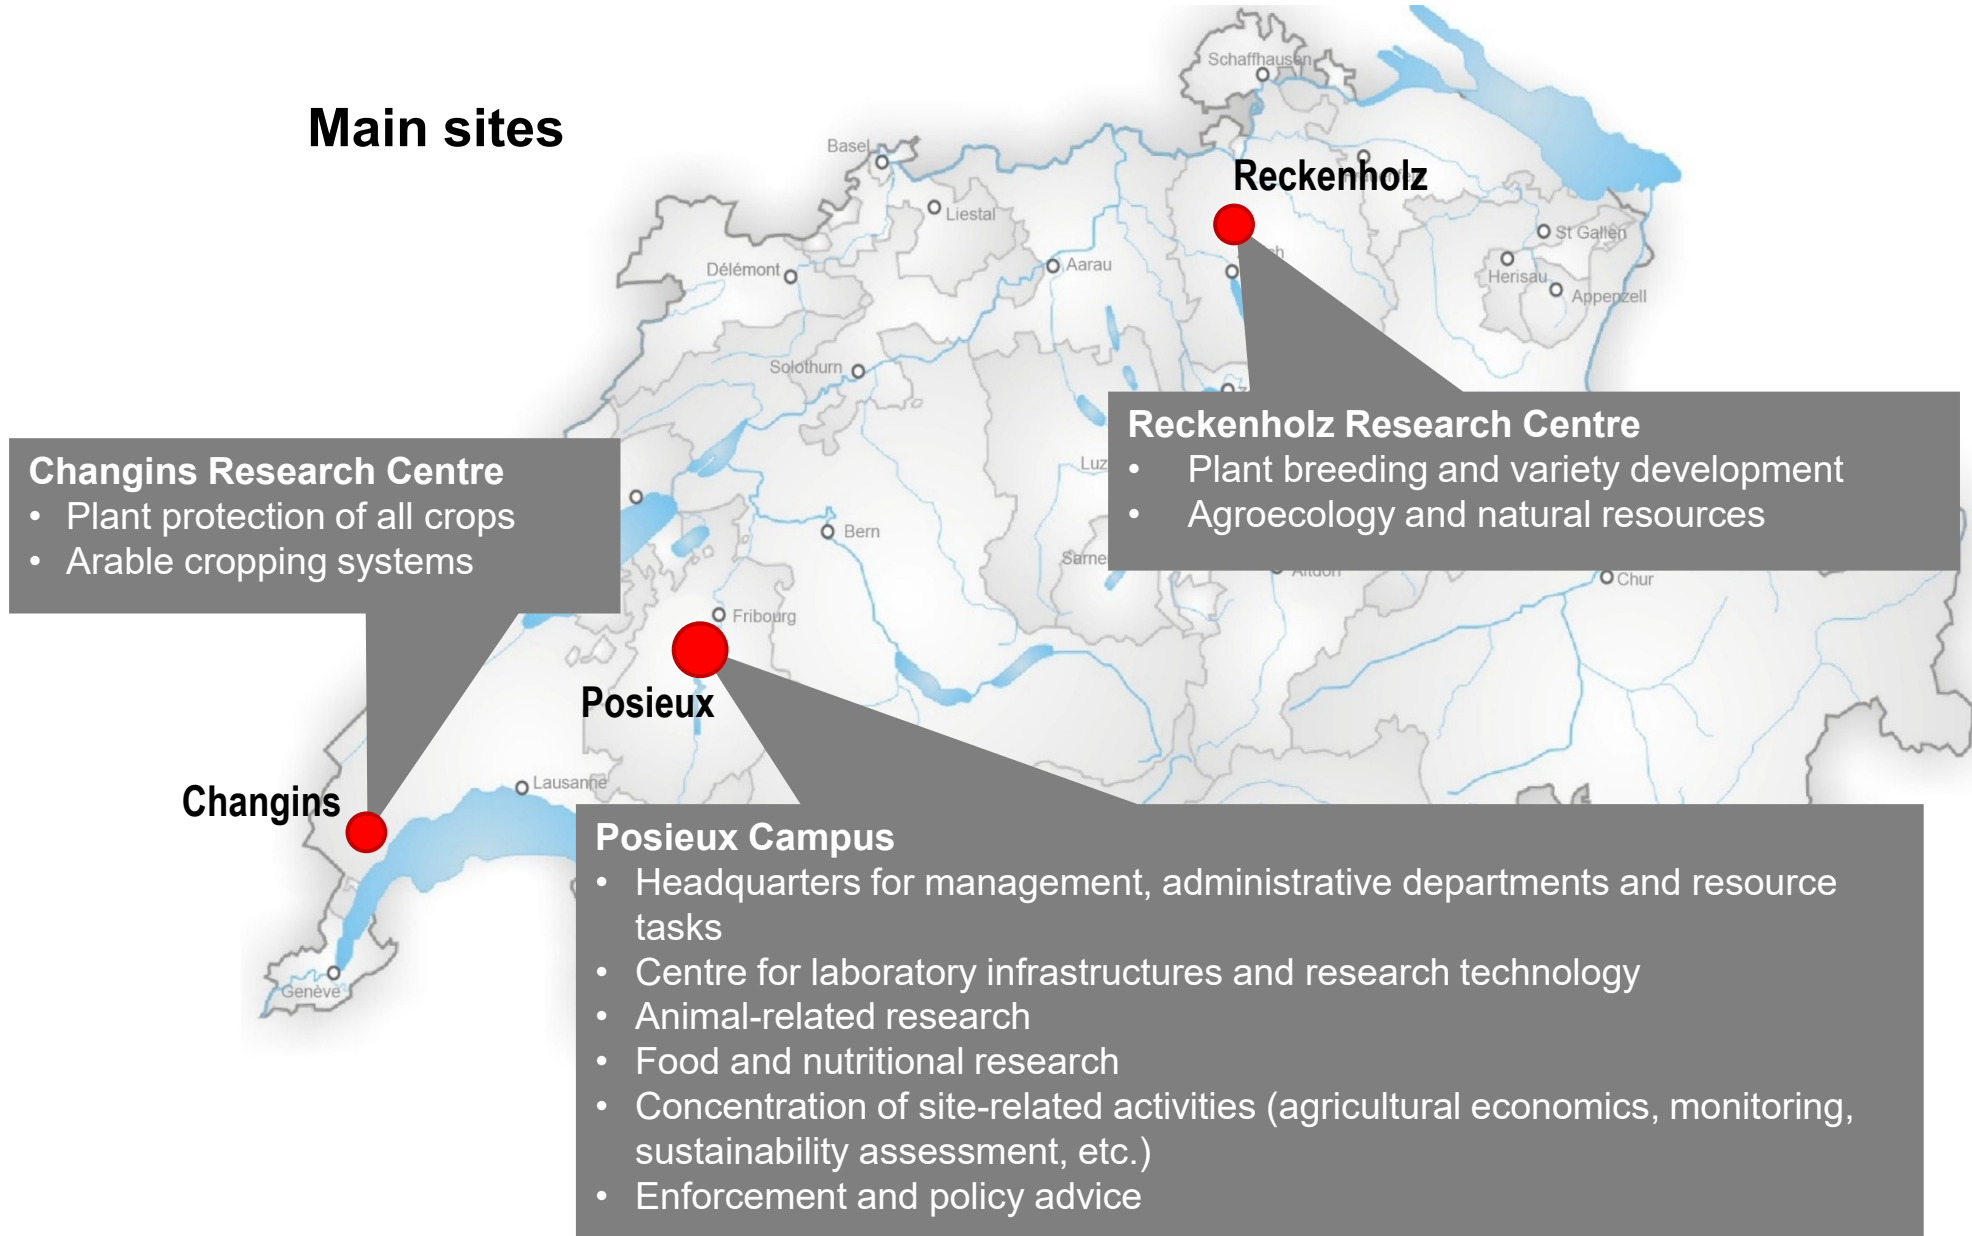 Main sites
Schaffhausen
Basel
Reckenholz
Liestal
St Gallen
Délémont
Aarau
Herisau
Appenzell
Solothurn
Reckenholz Research Centre
• Plant breeding and variety development
• Agroecology and natural resources
Changins Research Centre
• Plant protection of all crops
• Arable cropping systems
Bern
Chur
Fribourg
Posieux
Lausanne
Changins
Genève
Posieux Campus
• Headquarters for management, administrative departments and resource
tasks
• Centre for laboratory infrastructures and research technology
• Animal-related research
• Food and nutritional research
• Concentration of site-related activities (agricultural economics, monitoring,
sustainability assessment, etc.)
• Enforcement and policy advice